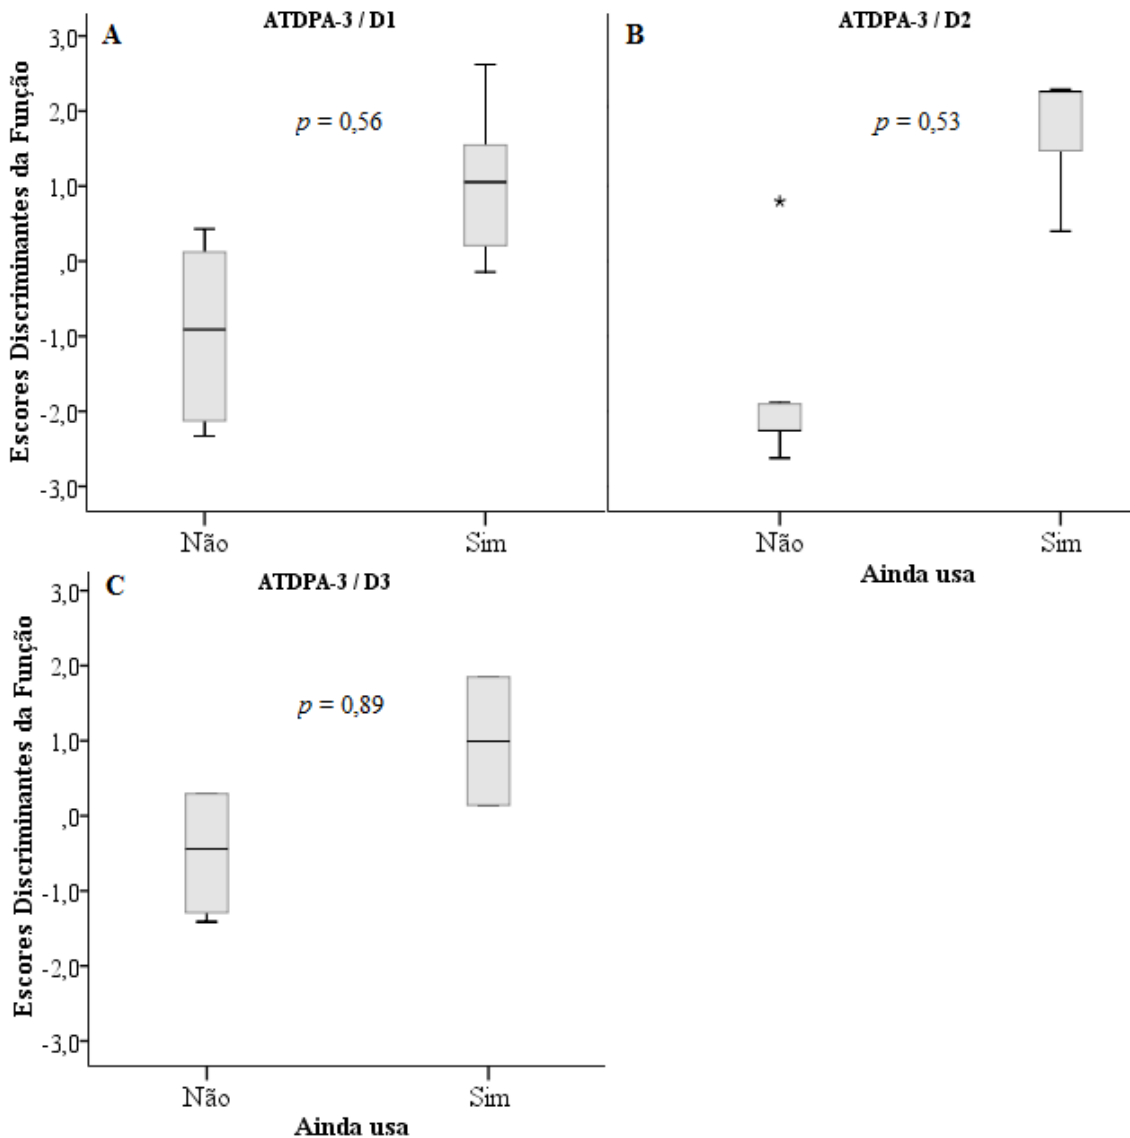 A
ATDPA-3 / D1
Escores Discriminantes da Função
3,0
2,0
1,0
,0
-1,0
-2,0
-3,0
p = 0,56
Não
Sim
B
ATDPA-3 / D2
p = 0,53
*
Não
Sim
Ainda usa
C
ATDPA-3 / D3
Escores Discriminantes da Função
3,0
2,0
1,0
,0
-1,0
-2,0
-3,0
p = 0,89
Não
Sim
Ainda usa